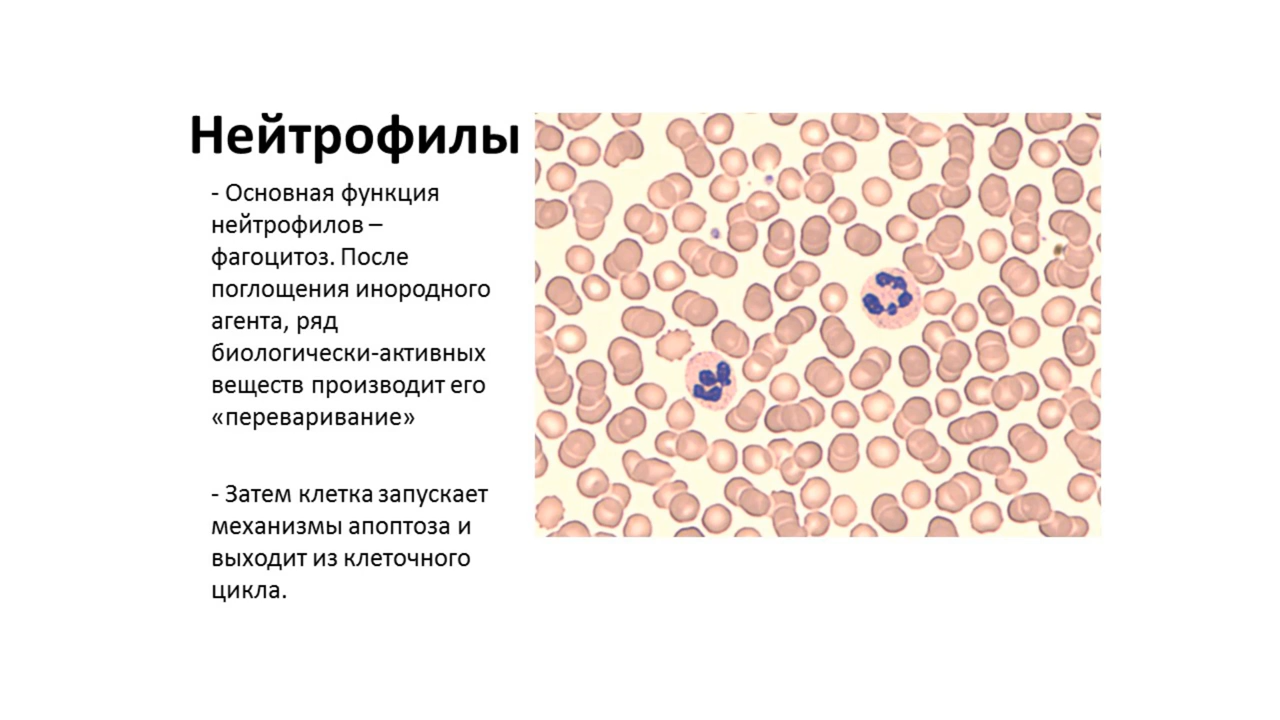 Нейтрофилы
- Основная функция
нейтрофилов –
фагоцитоз. После
поглощения инородного
агента, ряд
биологически-активных
веществ производит его
«переваривание»
- Затем клетка запускает
механизмы апоптоза и
выходит из клеточного
цикла.